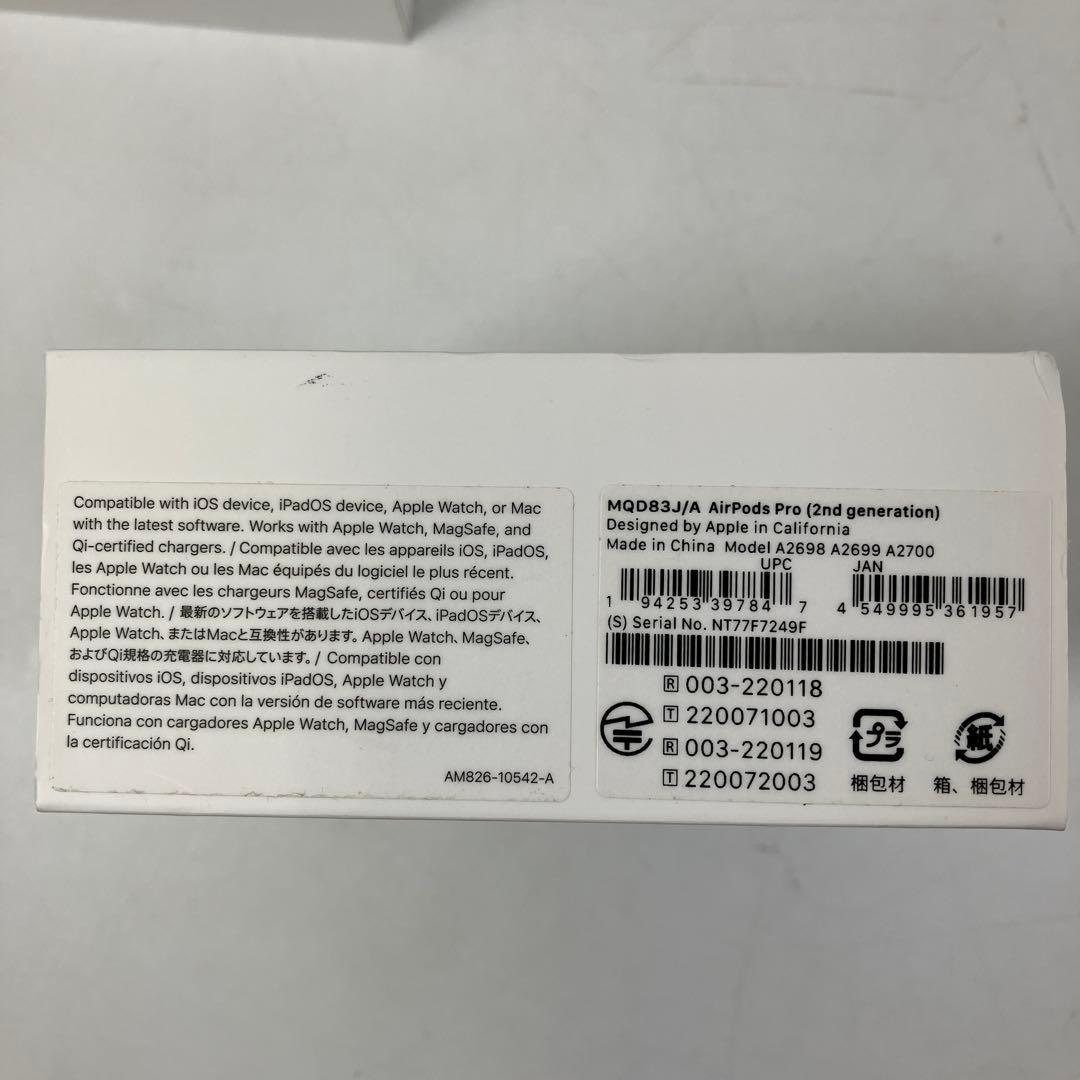 Compatible with iOS device, iPadOS device, Apple Watch, or Mac
with the latest software. Works with Apple Watch, MagSafe, and
Qi-certified chargers. / Compatible avec les appareils iOS, iPadOS,
les Apple Watch ou les Mac équipés du logiciel le plus récent.
Fonctionne avec les chargeurs MagSafe, certifiés Qi ou pour
Apple Watch. / 最新のソフトウェアを搭載したiOSデバイス、iPadOSデバイス、
Apple Watch、またはMacと互換性があります。Apple Watch、MagSafe、
およびQi規格の充電器に対応しています。/ Compatible con
dispositivos iOS, dispositivos iPadOS, Apple Watch y
computadoras Mac con la versión de software más reciente.
Funciona con cargadores Apple Watch, MagSafe y cargadores con
la certificación Qi.
AM826-10542-A
MQD83J/A AirPods Pro (2nd generation)
Designed by Apple in California
Made in China Model A2698 A2699 A2700
UPC JAN
1 94253 39784 7 4 549995 361957
(S) Serial No. NT77F7249F
R 003-220118
T 220071003
R 003-220119
T 220072003
プラ
梱包材
紙
箱、梱包材